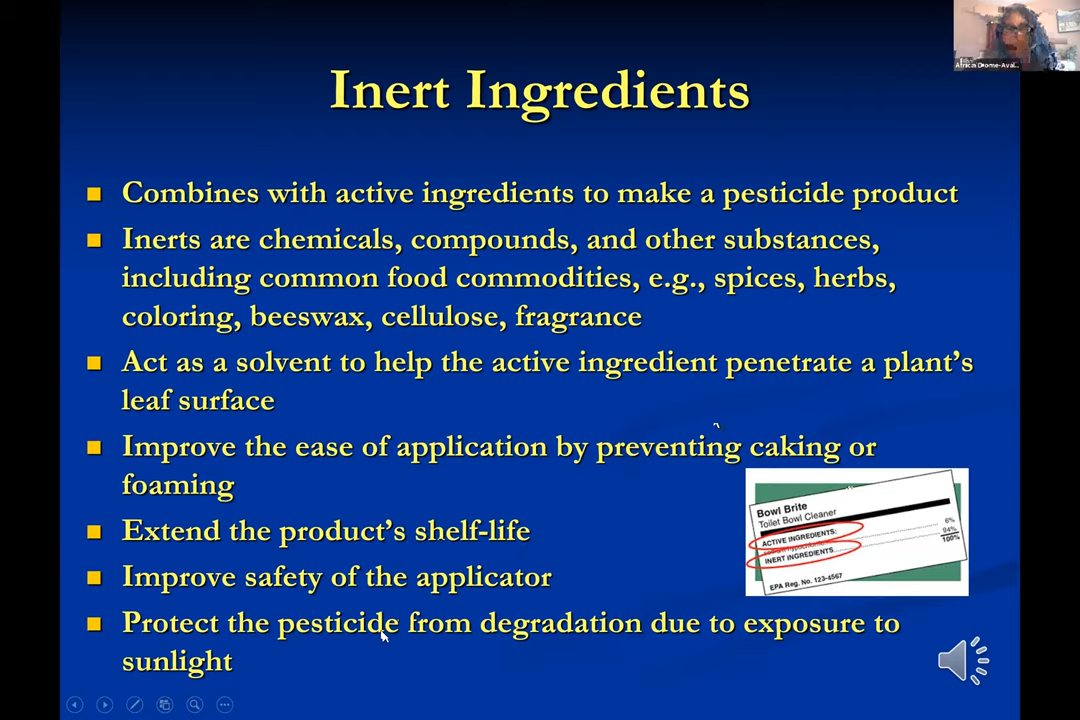 Inert Ingredients
Combines with active ingredients to make a pesticide product
Inerts are chemicals, compounds, and other substances,
including common food commodities, e.g., spices, herbs,
coloring, beeswax, cellulose, fragrance
Act as a solvent to help the active ingredient penetrate a plant's
leaf surface
Improve the ease of application by preventing caking or
foaming
Extend the product's shelf-life
Improve safety of the applicator
Protect the pesticide from degradation due to exposure to
sunlight
Bowl Brite
Toilet Bowl Cleaner
ACTIVE INGREDIENTS:
6%
INERT INGREDIENTS
94%
100%
EPA Reg. No. 123-4567